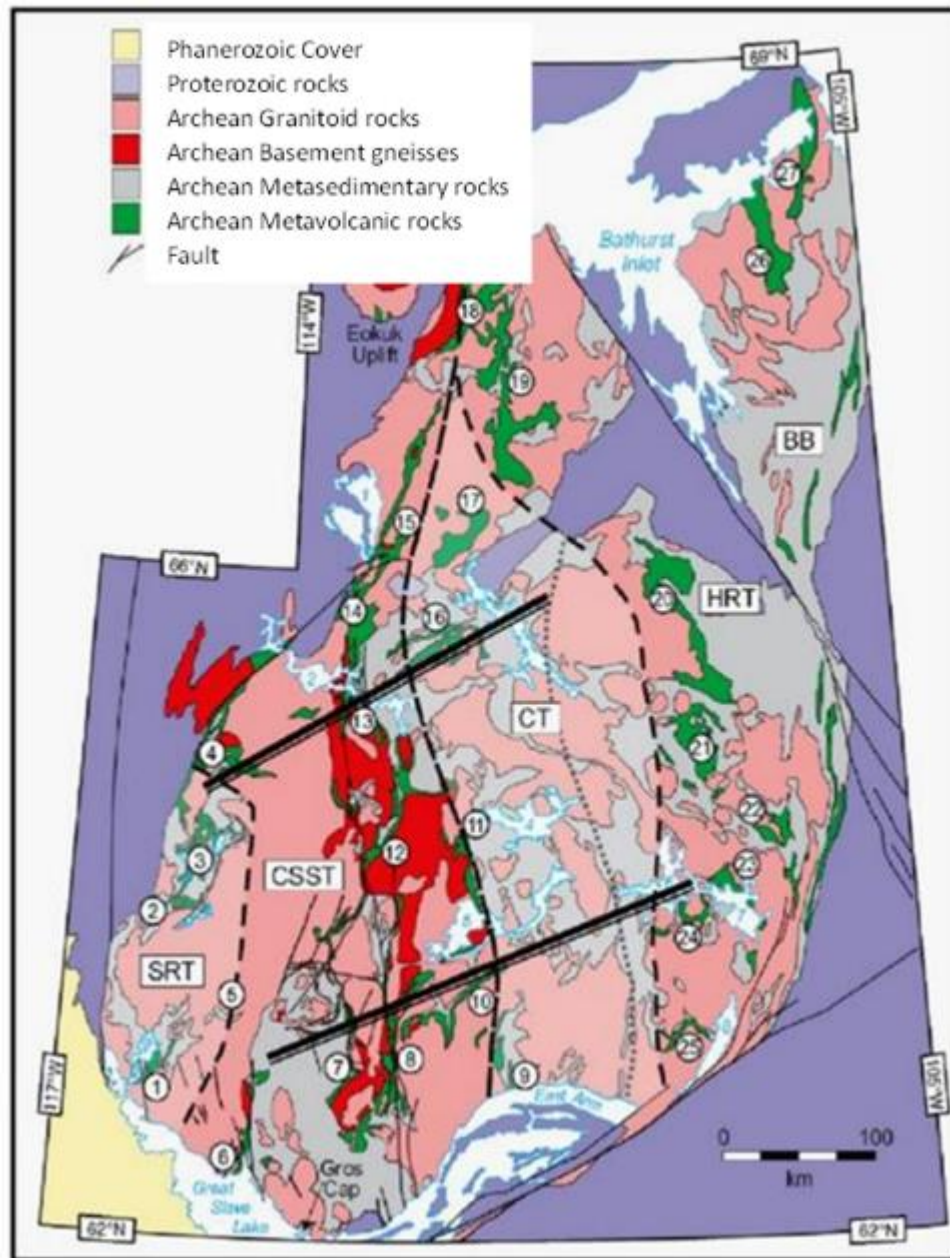 Phanerozoic Cover
Proterozoic rocks
Archean Granitoid rocks
Archean Basement gneisses
Archean Metasedimentary rocks
Archean Metavolcanic rocks
Fault
69°N
105°W
27
Bathurst
Inlet
26
114°W
18
Eokuk
Uplift
19
BB
17
15
66°N
14
16
20
HRT
13
CT
4
21
11
22
3
12
CSST
23
2
24
SRT
5
10
25
7
8
9
1
117°W
East Arm
105°W
0
100
km
6
Gros
Cap
Great
Slave
Lake
62°N
62°N